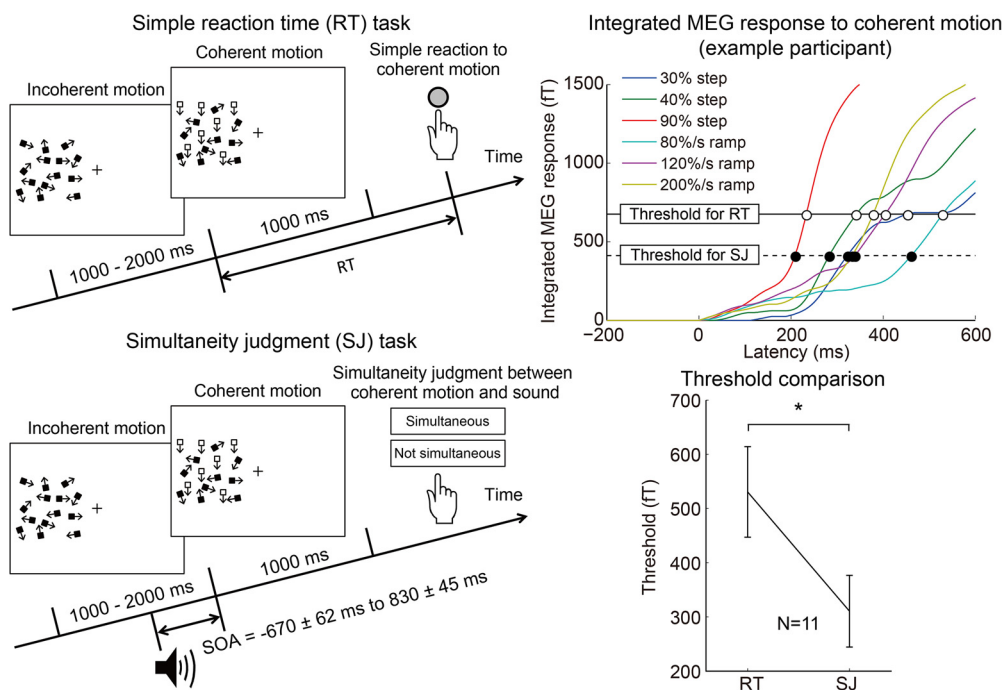 Simple reaction time (RT) task
Coherent motion
Simple reaction to
coherent motion
Incoherent motion
+
+
Time
1000 - 2000 ms
1000 ms
RT
Simultaneity judgment (SJ) task
Simultaneity judgment between
coherent motion and sound
Coherent motion
Simultaneous
Incoherent motion
Not simultaneous
+
+
Time
1000 - 2000 ms
1000 ms
SOA = -670 ± 62 ms to 830 ± 45 ms
Integrated MEG response to coherent motion
(example participant)
Integrated MEG response (fT)
1500
1000
500
0
30% step
40% step
90% step
80%/s ramp
120%/s ramp
200%/s ramp
Threshold for RT
Threshold for SJ
-200 0 200 400 600
Latency (ms)
Threshold comparison
Threshold (fT)
700
600
500
400
300
200
*
N=11
RT SJ